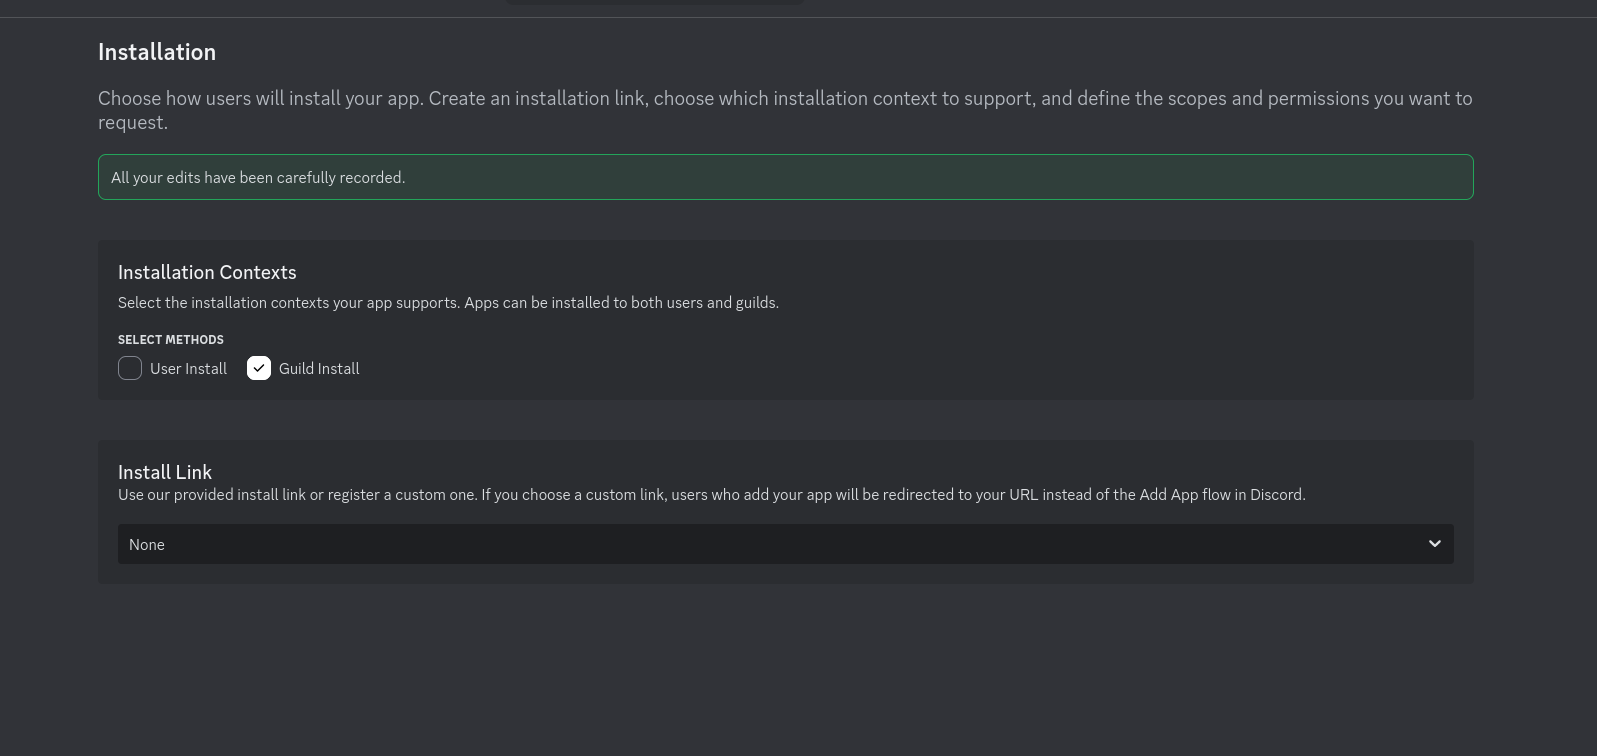 Installation
Choose how users will install your app. Create an installation link, choose which installation context to support, and define the scopes and permissions you want to
request.
All your edits have been carefully recorded.
Installation Contexts
Select the installation contexts your app supports. Apps can be installed to both users and guilds.
SELECT METHODS
User Install Guild Install
Install Link
Use our provided install link or register a custom one. If you choose a custom link, users who add your app will be redirected to your URL instead of the Add App flow in Discord.
None